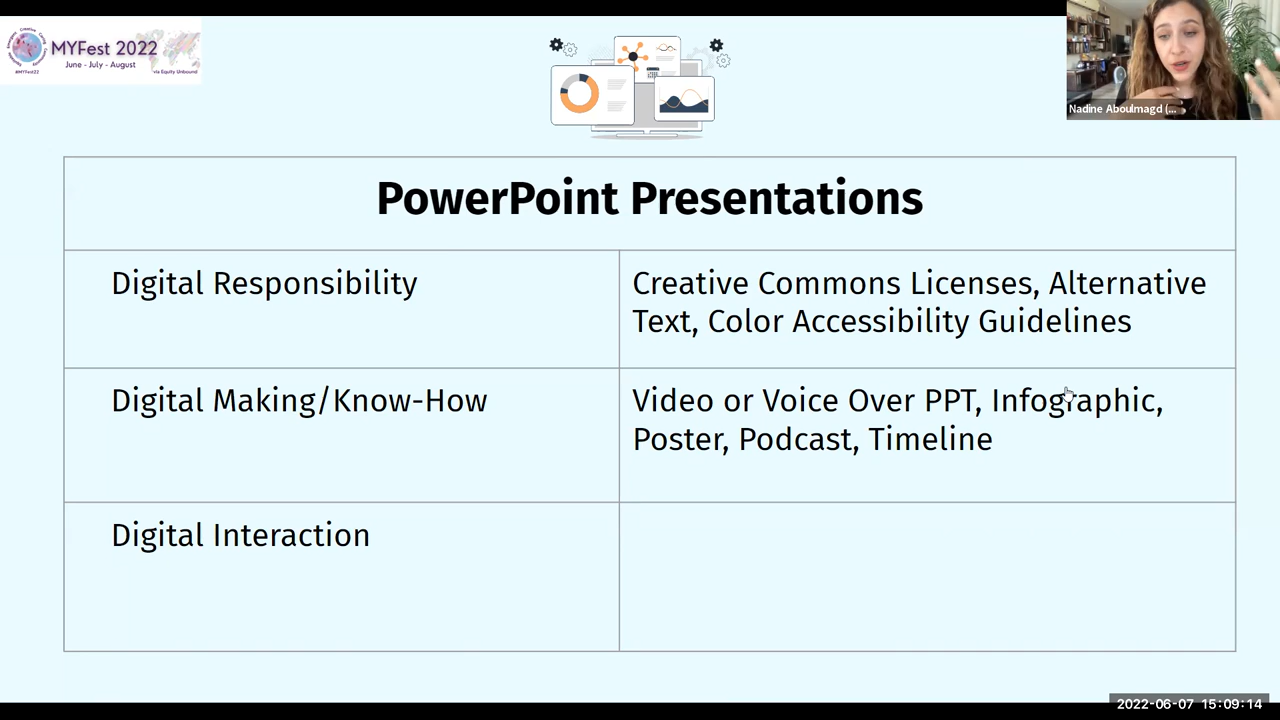 MYFest 2022
June - July - August
#MYFest22
via Equity Unbound
Nadine Aboulmagd (...
PowerPoint Presentations
Digital Responsibility
Creative Commons Licenses, Alternative
Text, Color Accessibility Guidelines
Digital Making/Know-How
Video or Voice Over PPT, Infographic,
Poster, Podcast, Timeline
Digital Interaction
2022-06-07 15:09:14